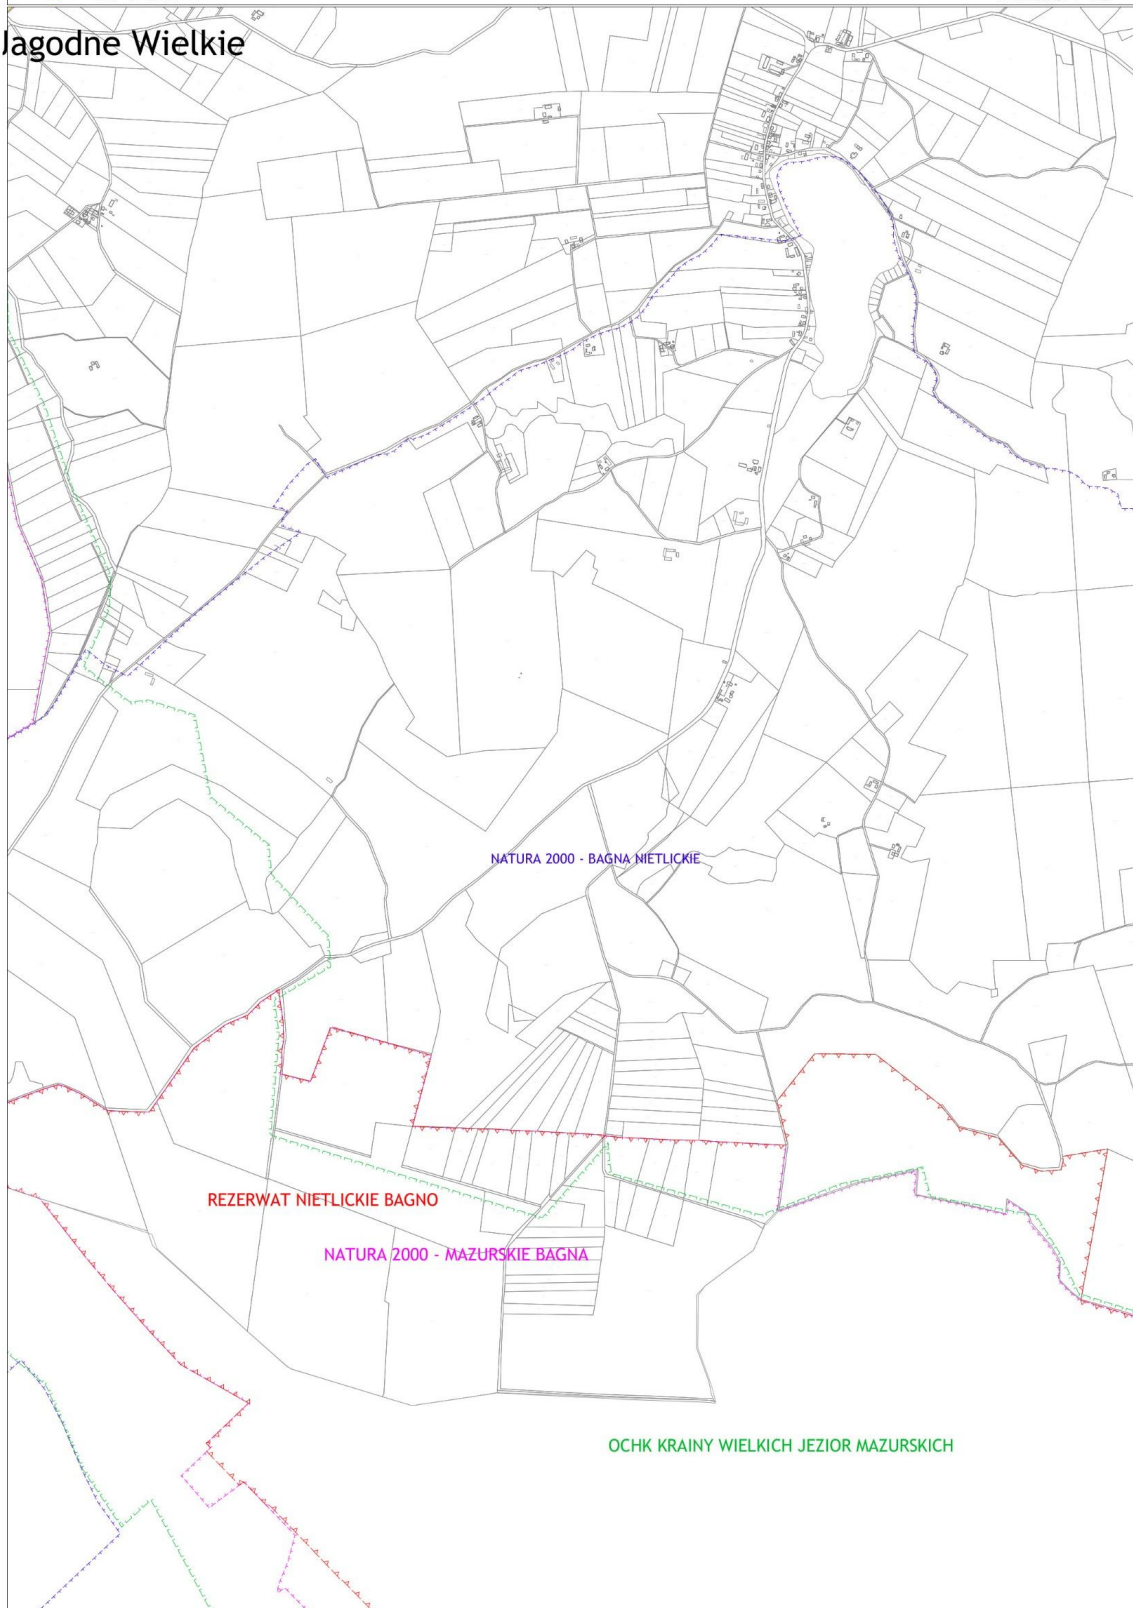 Jagodne Wielkie
NATURA 2000 - BAGNA NIETLICKIE
REZERWAT NIETLICKIE BAGNO
NATURA 2000 - MAZURSKIE BAGNA
OCHK KRAINY WIELKICH JEZIOR MAZURSKICH